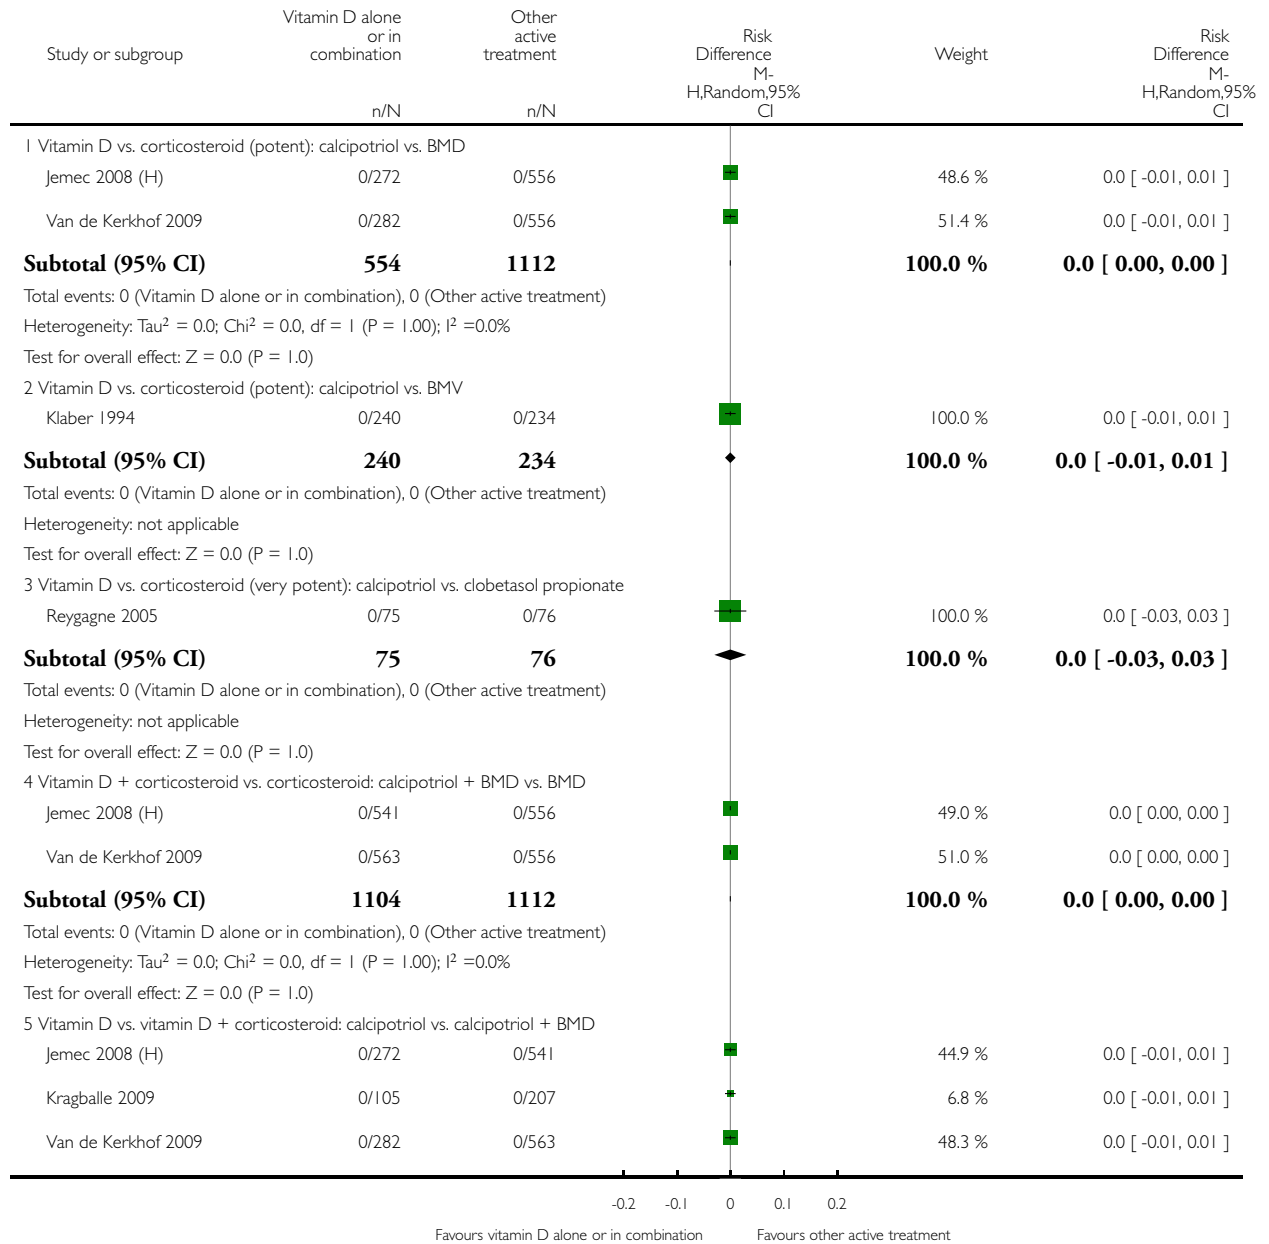 Study or subgroup
Vitamin D alone
or in
combination
Other
active
treatment
Risk
Difference
Weight
Risk
Difference
n/N
n/N
M-
H,Random,95%
CI
M-
H,Random,95%
CI
1 Vitamin D vs. corticosteroid (potent): calcipotriol vs. BMD
Jemec 2008 (H) 0/272 0/556 48.6 % 0.0 [ -0.01, 0.01 ]
Van de Kerkhof 2009 0/282 0/556 51.4 % 0.0 [ -0.01, 0.01 ]
Subtotal (95% CI) 554 1112 100.0 % 0.0 [ 0.00, 0.00 ]
Total events: 0 (Vitamin D alone or in combination), 0 (Other active treatment)
Heterogeneity: Tau² = 0.0; Chi² = 0.0, df = 1 (P = 1.00); I² =0.0%
Test for overall effect: Z = 0.0 (P = 1.0)
2 Vitamin D vs. corticosteroid (potent): calcipotriol vs. BMV
Klaber 1994 0/240 0/234 100.0 % 0.0 [ -0.01, 0.01 ]
Subtotal (95% CI) 240 234 100.0 % 0.0 [ -0.01, 0.01 ]
Total events: 0 (Vitamin D alone or in combination), 0 (Other active treatment)
Heterogeneity: not applicable
Test for overall effect: Z = 0.0 (P = 1.0)
3 Vitamin D vs. corticosteroid (very potent): calcipotriol vs. clobetasol propionate
Reygagne 2005 0/75 0/76 100.0 % 0.0 [ -0.03, 0.03 ]
Subtotal (95% CI) 75 76 100.0 % 0.0 [ -0.03, 0.03 ]
Total events: 0 (Vitamin D alone or in combination), 0 (Other active treatment)
Heterogeneity: not applicable
Test for overall effect: Z = 0.0 (P = 1.0)
4 Vitamin D + corticosteroid vs. corticosteroid: calcipotriol + BMD vs. BMD
Jemec 2008 (H) 0/541 0/556 49.0 % 0.0 [ 0.00, 0.00 ]
Van de Kerkhof 2009 0/563 0/556 51.0 % 0.0 [ 0.00, 0.00 ]
Subtotal (95% CI) 1104 1112 100.0 % 0.0 [ 0.00, 0.00 ]
Total events: 0 (Vitamin D alone or in combination), 0 (Other active treatment)
Heterogeneity: Tau² = 0.0; Chi² = 0.0, df = 1 (P = 1.00); I² =0.0%
Test for overall effect: Z = 0.0 (P = 1.0)
5 Vitamin D vs. vitamin D + corticosteroid: calcipotriol vs. calcipotriol + BMD
Jemec 2008 (H) 0/272 0/541 44.9 % 0.0 [ -0.01, 0.01 ]
Kragballe 2009 0/105 0/207 6.8 % 0.0 [ -0.01, 0.01 ]
Van de Kerkhof 2009 0/282 0/563 48.3 % 0.0 [ -0.01, 0.01 ]
-0.2 -0.1 0 0.1 0.2
Favours vitamin D alone or in combination Favours other active treatment